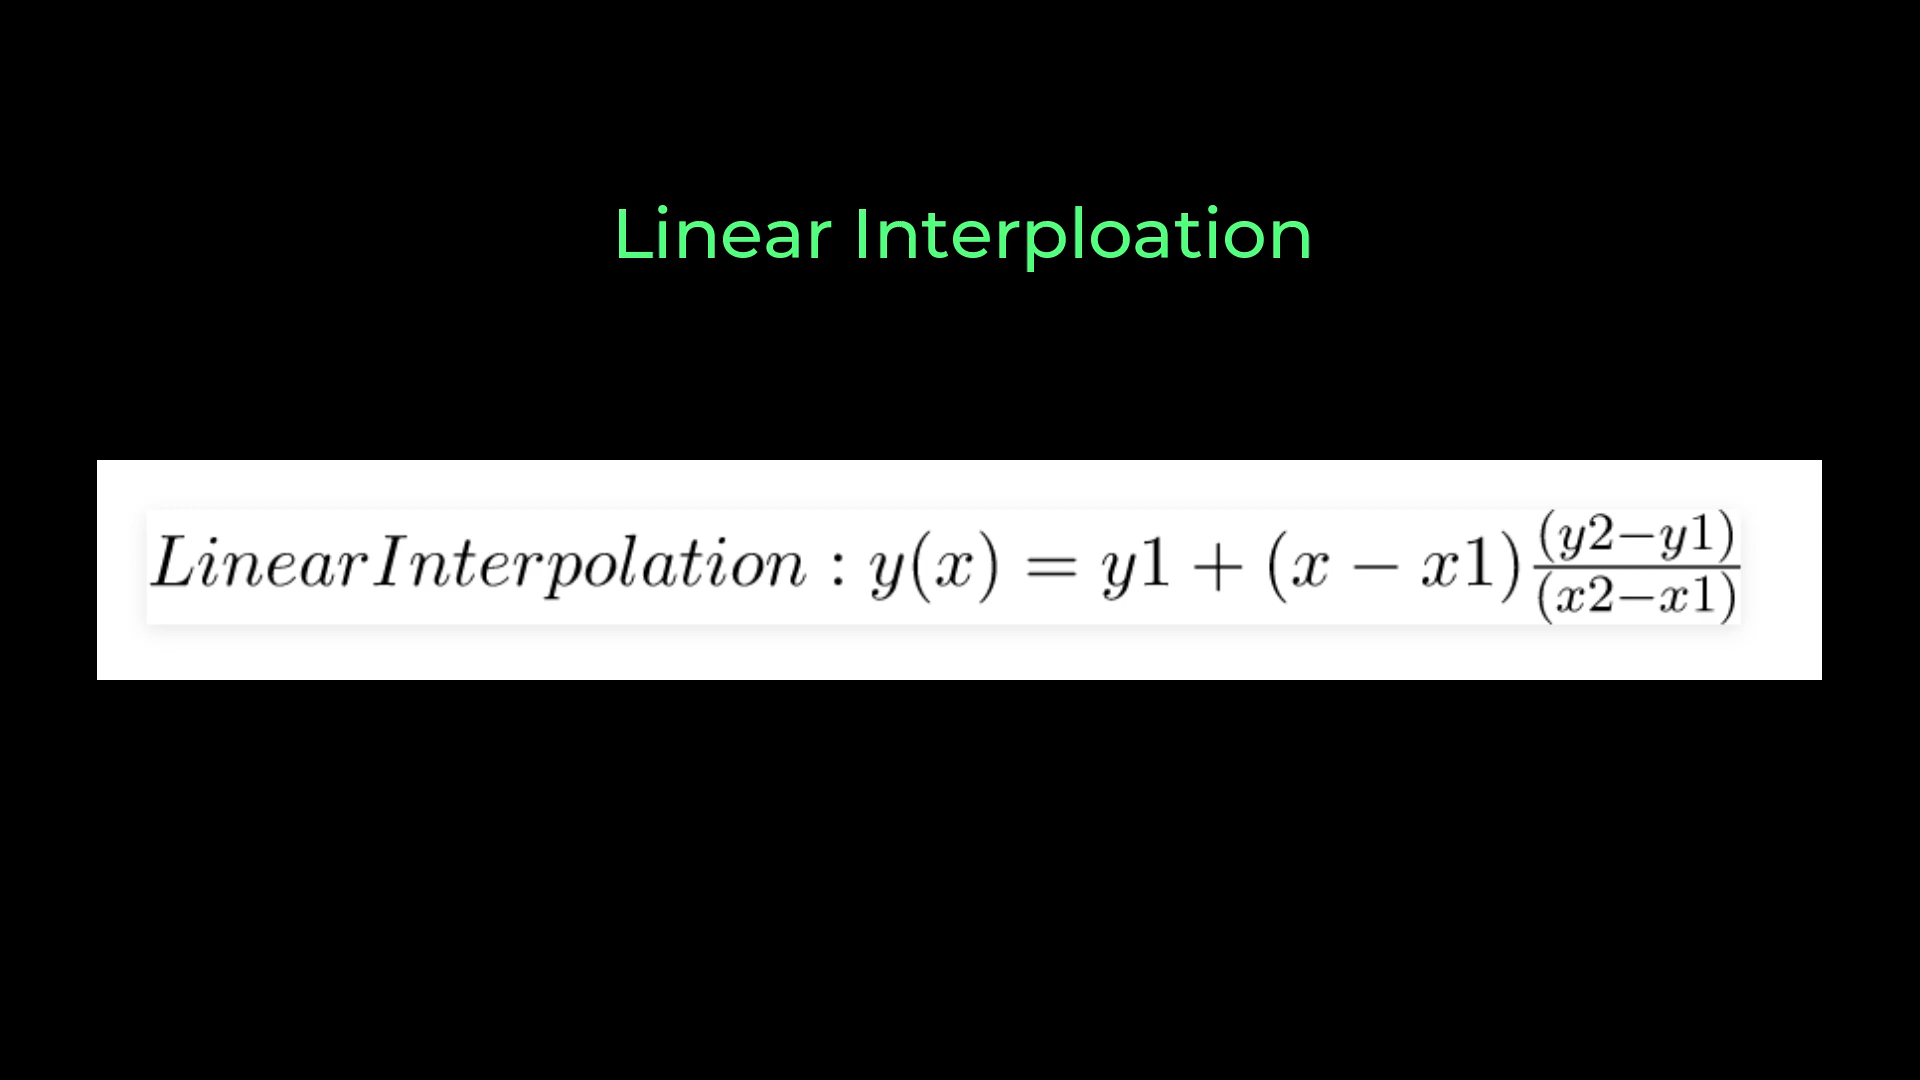 Linear Interploation
LinearInterpolation : y(x) = y1 + (x − x1) (y2−y1)/(x2−x1)